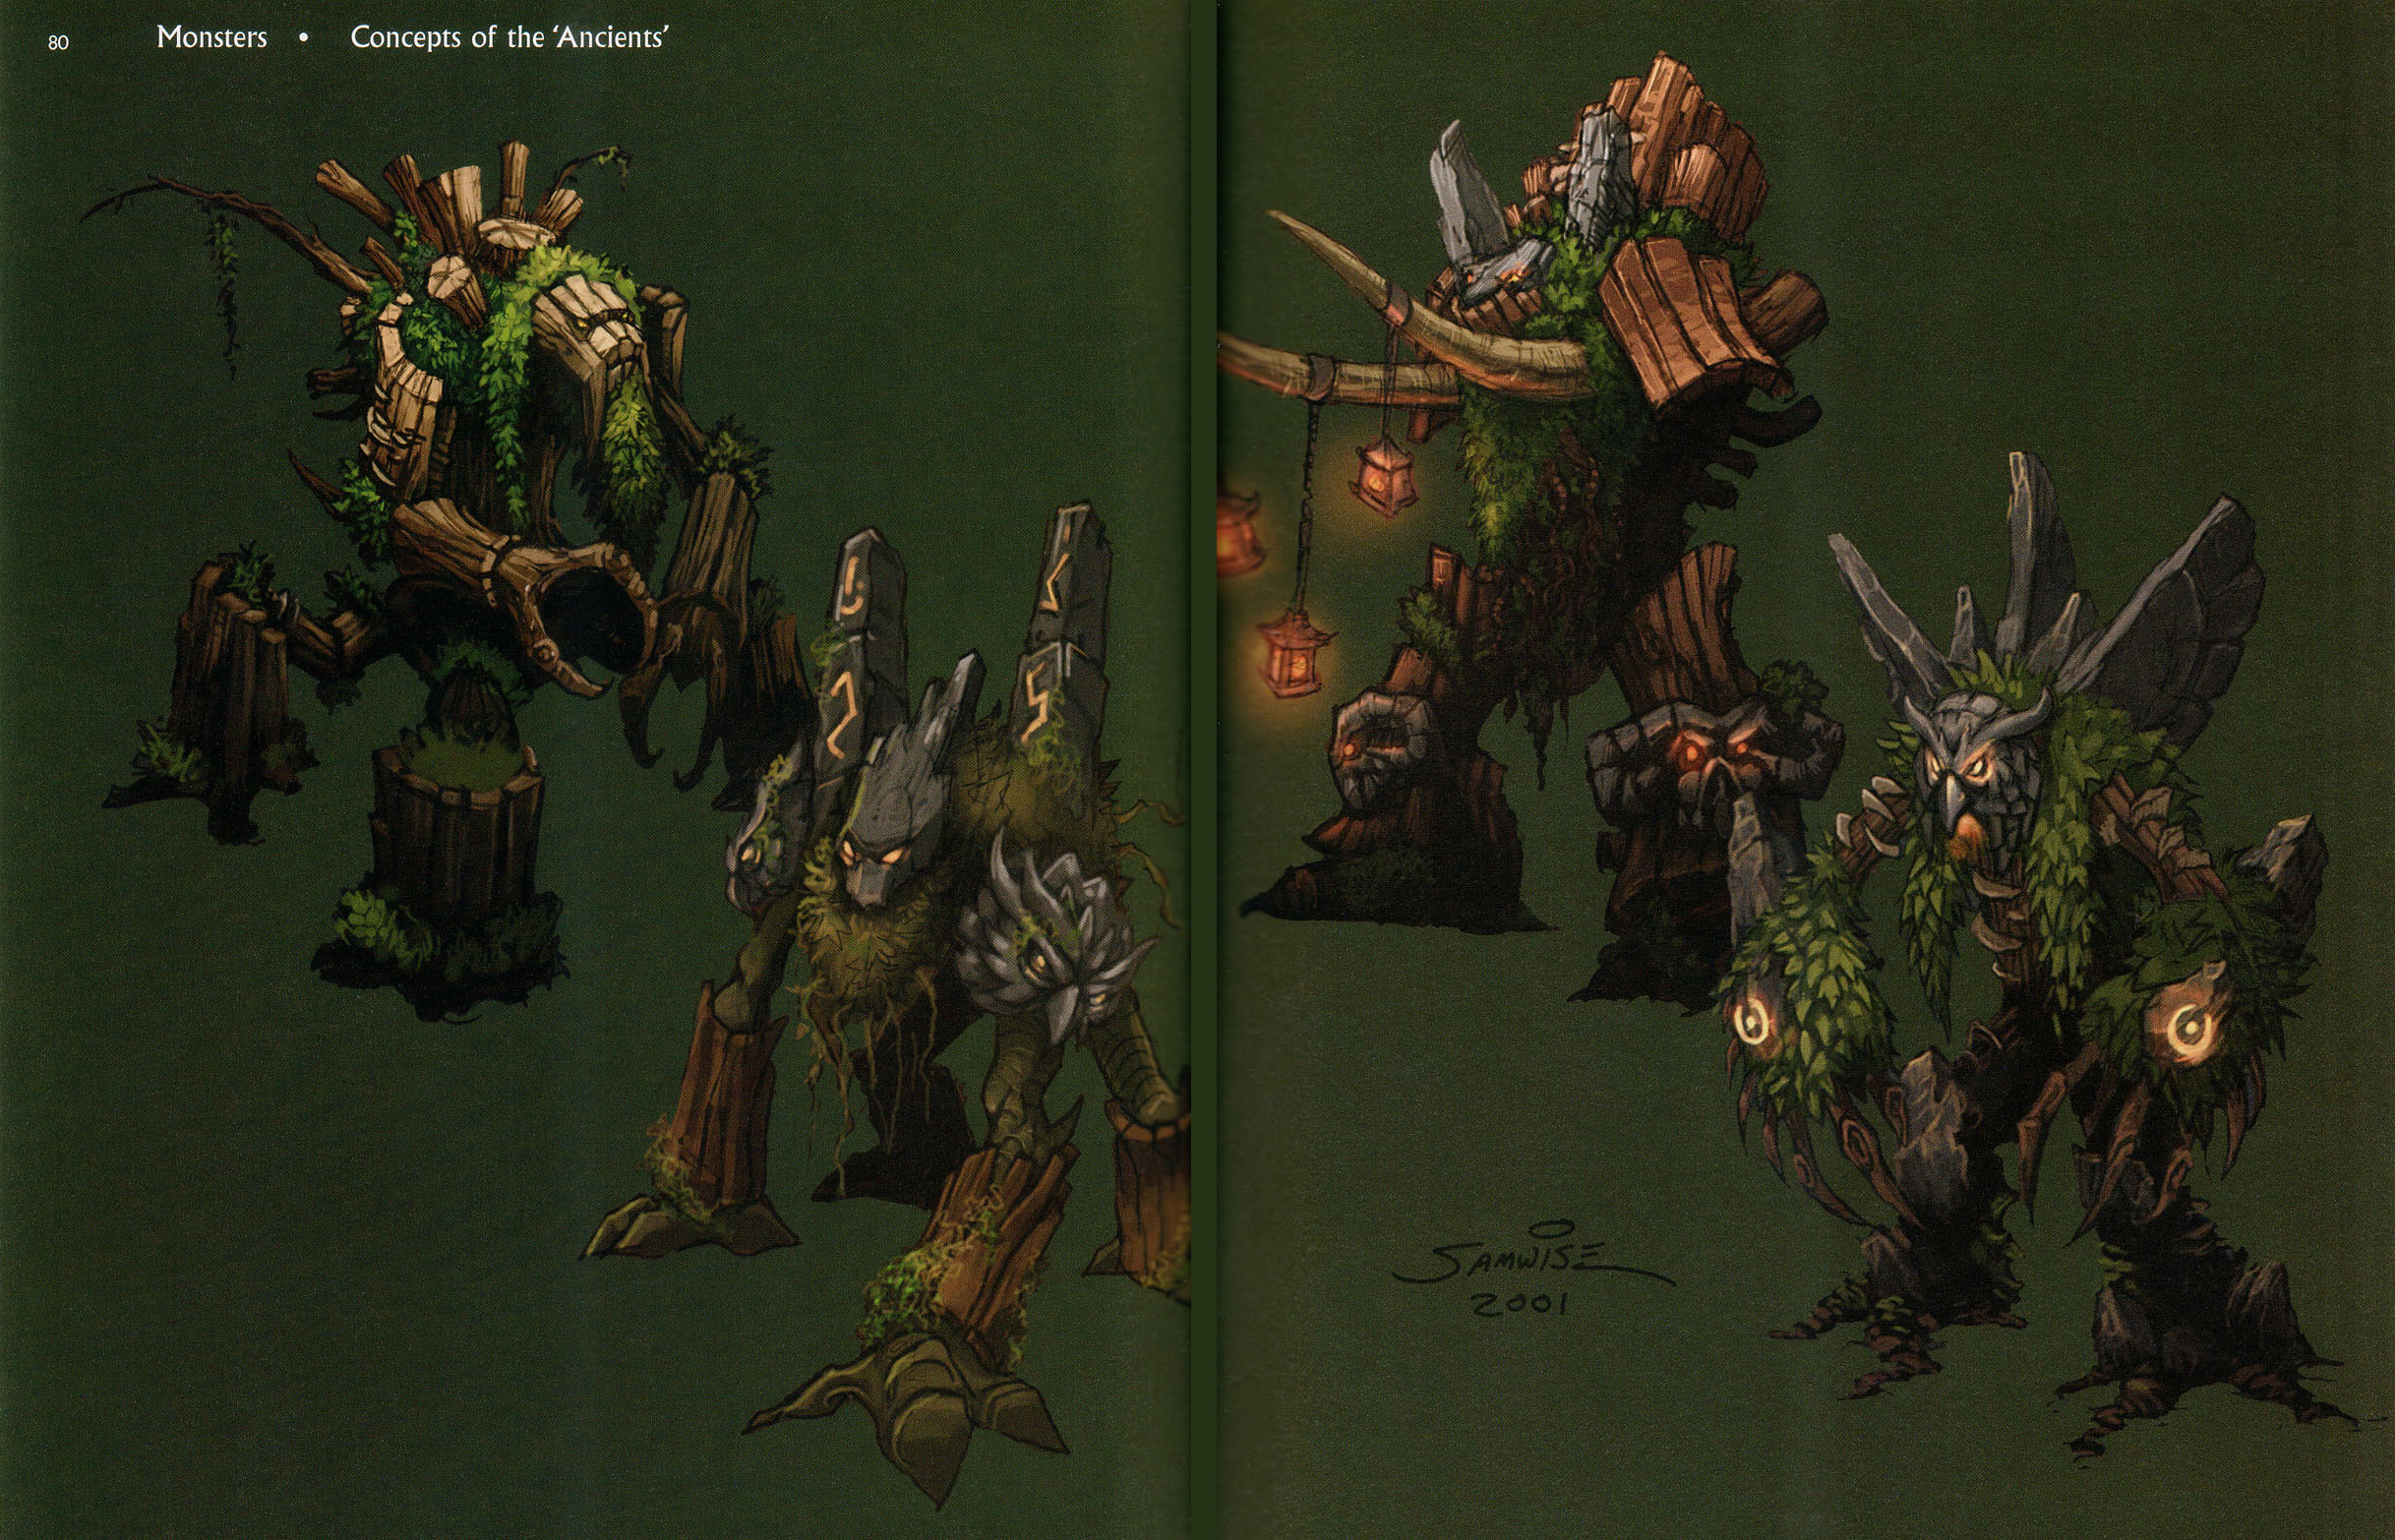 80 Monsters • Concepts of the ‘Ancients’
SAMWISE
2001